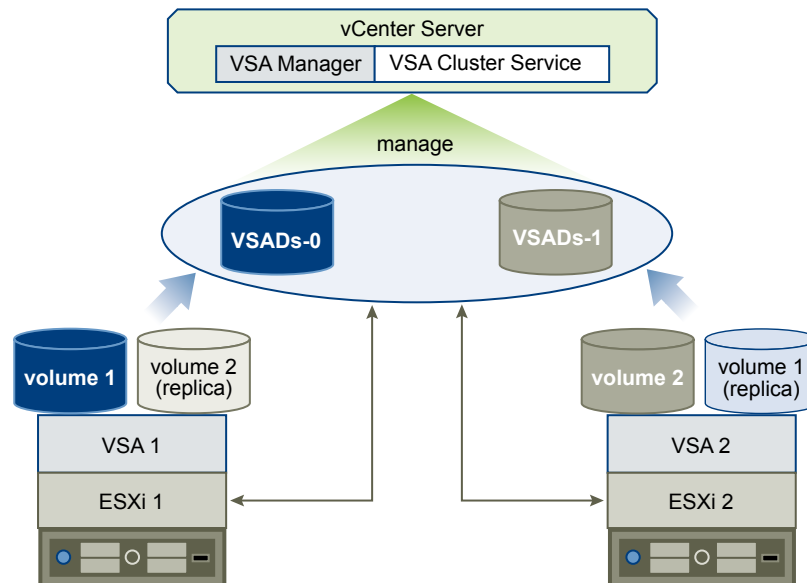 vCenter Server
VSA Manager
VSA Cluster Service
manage
VSADs-0
VSADs-1
volume 1
volume 2
(replica)
volume 2
volume 1
(replica)
VSA 1
VSA 2
ESXi 1
ESXi 2